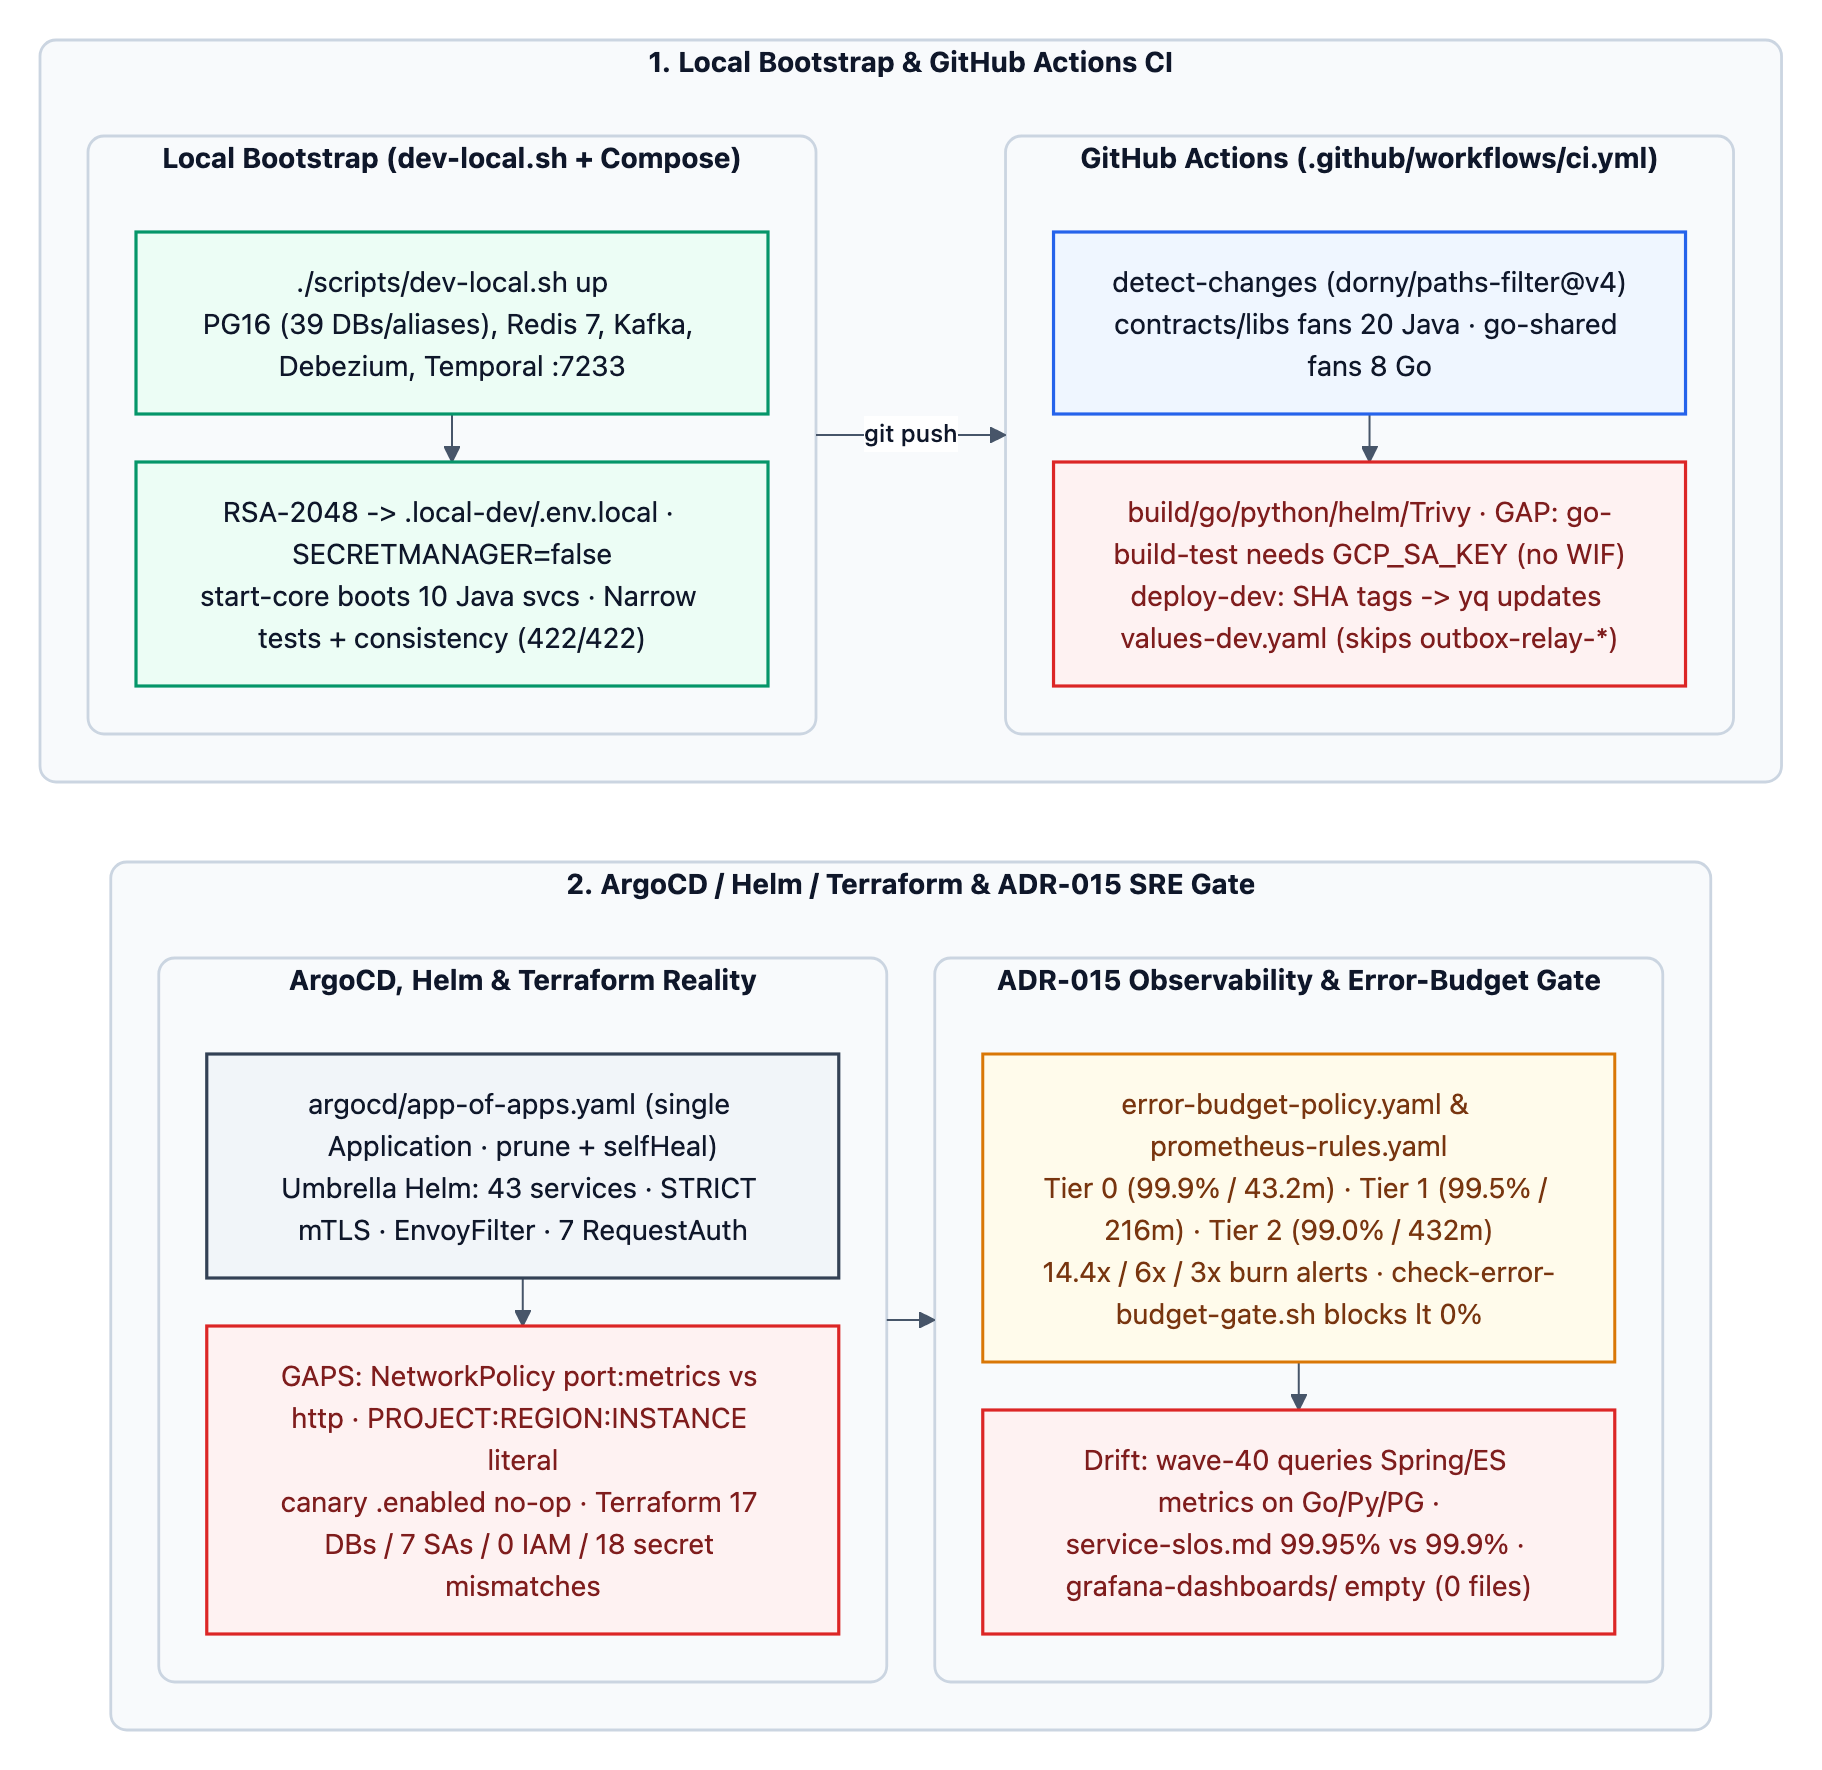 1. Local Bootstrap & GitHub Actions CI
Local Bootstrap (dev-local.sh + Compose)
./scripts/dev-local.sh up
PG16 (39 DBs/aliases), Redis 7, Kafka,
Debezium, Temporal :7233
RSA-2048 -> .local-dev/.env.local ·
SECRETMANAGER=false
start-core boots 10 Java svcs · Narrow
tests + consistency (422/422)
git push
GitHub Actions (.github/workflows/ci.yml)
detect-changes (dorny/paths-filter@v4)
contracts/libs fans 20 Java · go-shared
fans 8 Go
build/go/python/helm/Trivy · GAP: go-
build-test needs GCP_SA_KEY (no WIF)
deploy-dev: SHA tags -> yq updates
values-dev.yaml (skips outbox-relay-*)
2. ArgoCD / Helm / Terraform & ADR-015 SRE Gate
ArgoCD, Helm & Terraform Reality
argocd/app-of-apps.yaml (single
Application · prune + selfHeal)
Umbrella Helm: 43 services · STRICT
mTLS · EnvoyFilter · 7 RequestAuth
GAPS: NetworkPolicy port:metrics vs
http · PROJECT:REGION:INSTANCE
literal
canary .enabled no-op · Terraform 17
DBs / 7 SAs / 0 IAM / 18 secret
mismatches
ADR-015 Observability & Error-Budget Gate
error-budget-policy.yaml &
prometheus-rules.yaml
Tier 0 (99.9% / 43.2m) · Tier 1 (99.5% /
216m) · Tier 2 (99.0% / 432m)
14.4x / 6x / 3x burn alerts · check-error-
budget-gate.sh blocks lt 0%
Drift: wave-40 queries Spring/ES
metrics on Go/Py/PG ·
service-slos.md 99.95% vs 99.9% ·
grafana-dashboards/ empty (0 files)